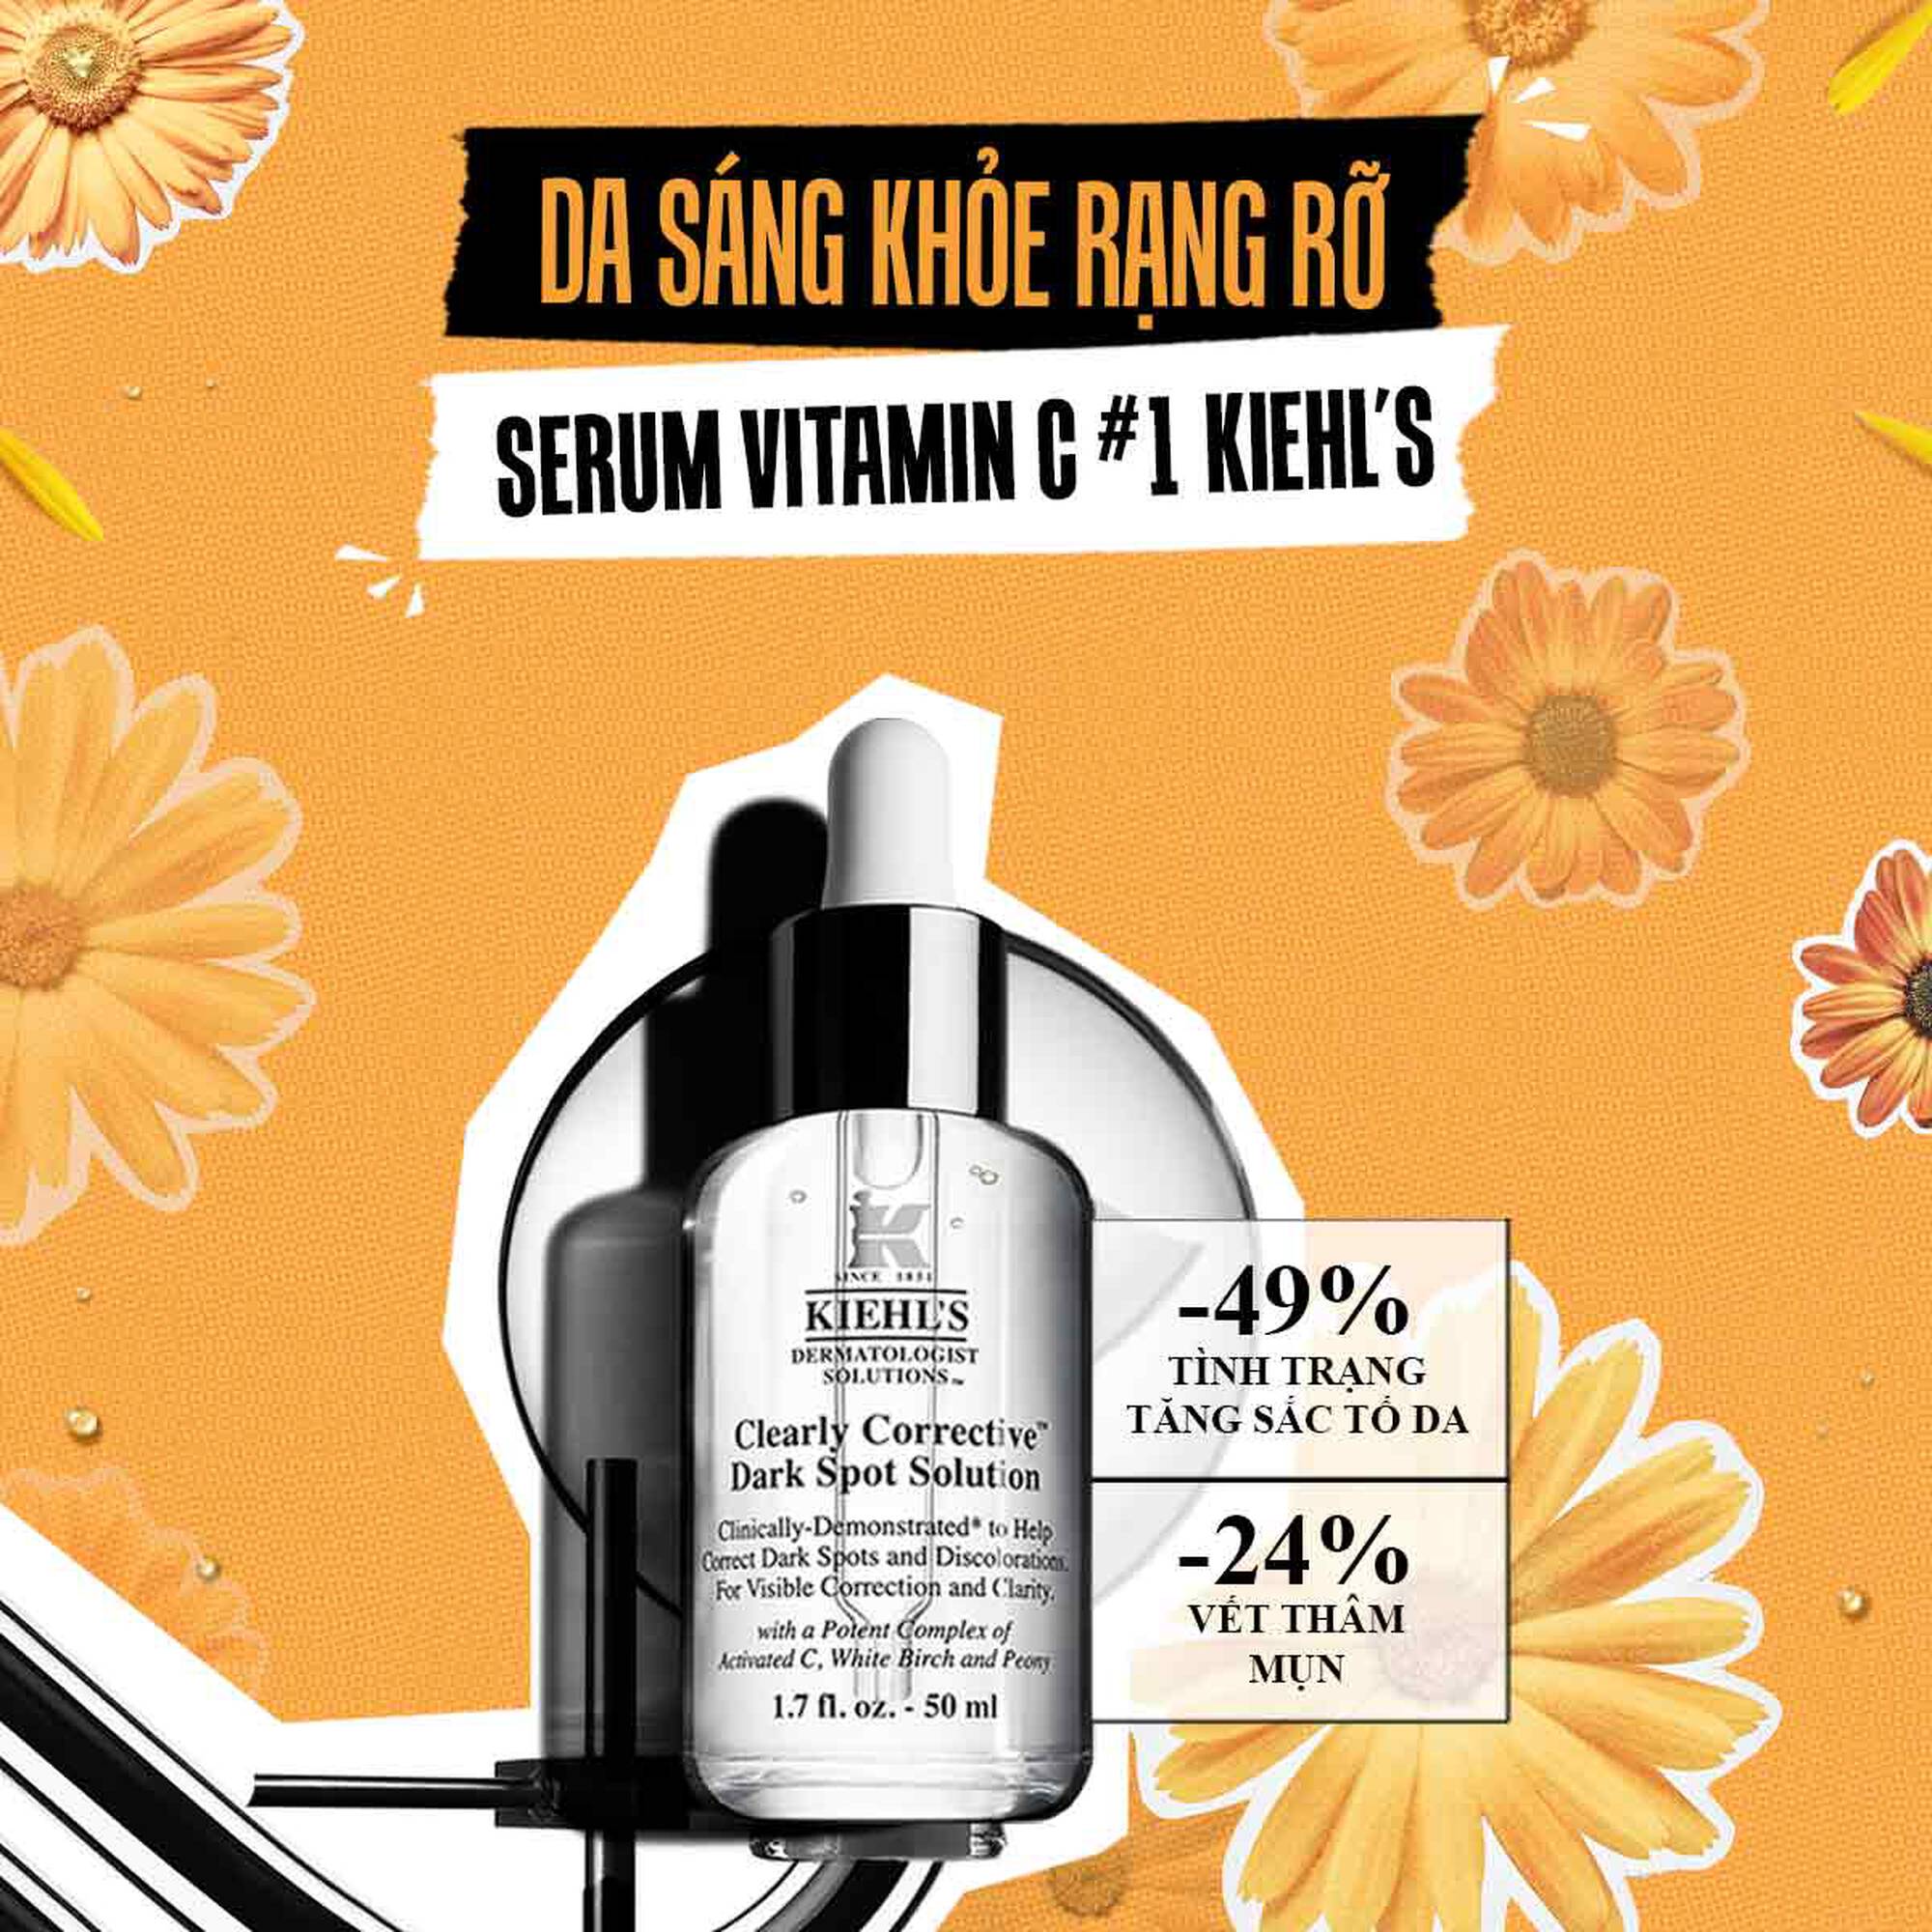 DA SÁNG KHỎE RẠNG RỠ
SERUM VITAMIN C #1 KIEHL'S
K
SINCE 1851
KIEHL'S
DERMATOLOGIST
SOLUTIONS™
Clearly Corrective™
Dark Spot Solution
Clinically-Demonstrated* to Help
Correct Dark Spots and Discolorations.
For Visible Correction and Clarity.
with a Potent Complex of
Activated C, White Birch and Peony
1.7 fl. oz. - 50 ml
-49%
TÌNH TRẠNG
TĂNG SẮC TỐ DA
-24%
VẾT THÂM
MỤN